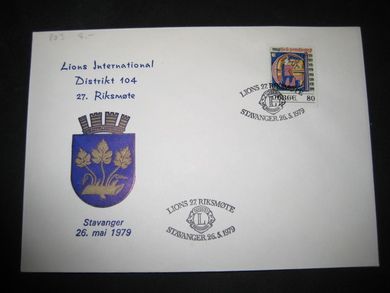 Lions International
Distrikt 104
27. Riksmøte
Stavanger
26. mai 1979
NORGE 80
LIONS 27. RIKSMØTE
L
STAVANGER 26.5.1979
LIONS 27. RIKSMØTE
L
STAVANGER 26.5.1979